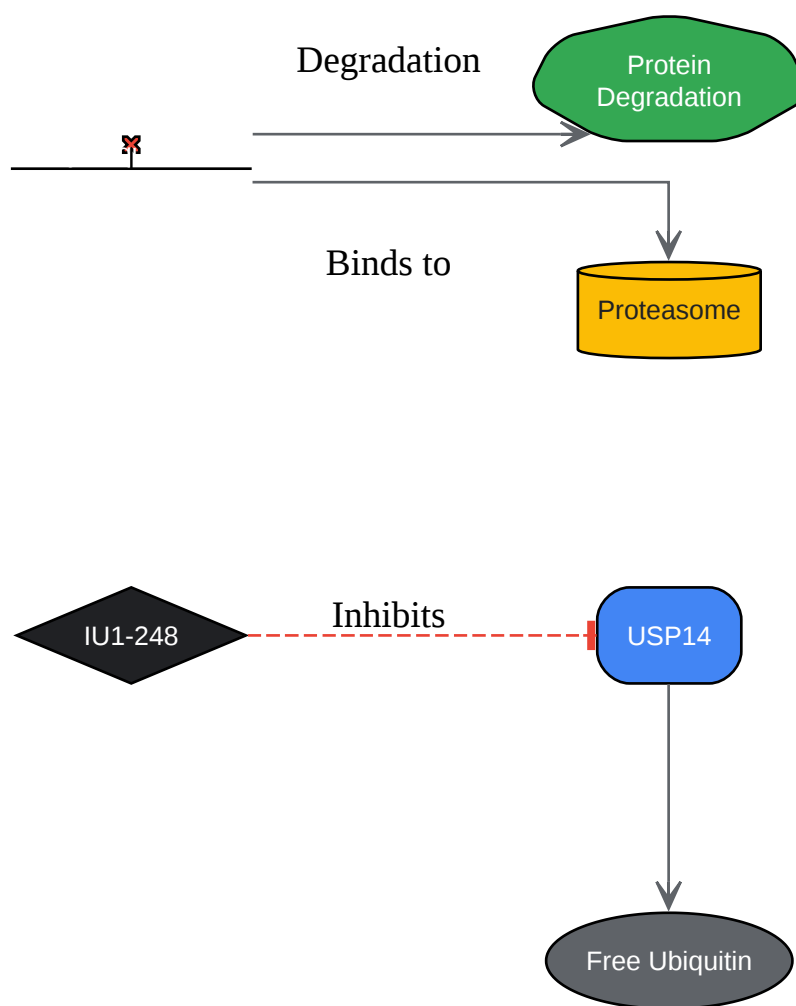 Degradation
Protein
Degradation
Binds to
Proteasome
IU1-248
Inhibits
USP14
Free Ubiquitin